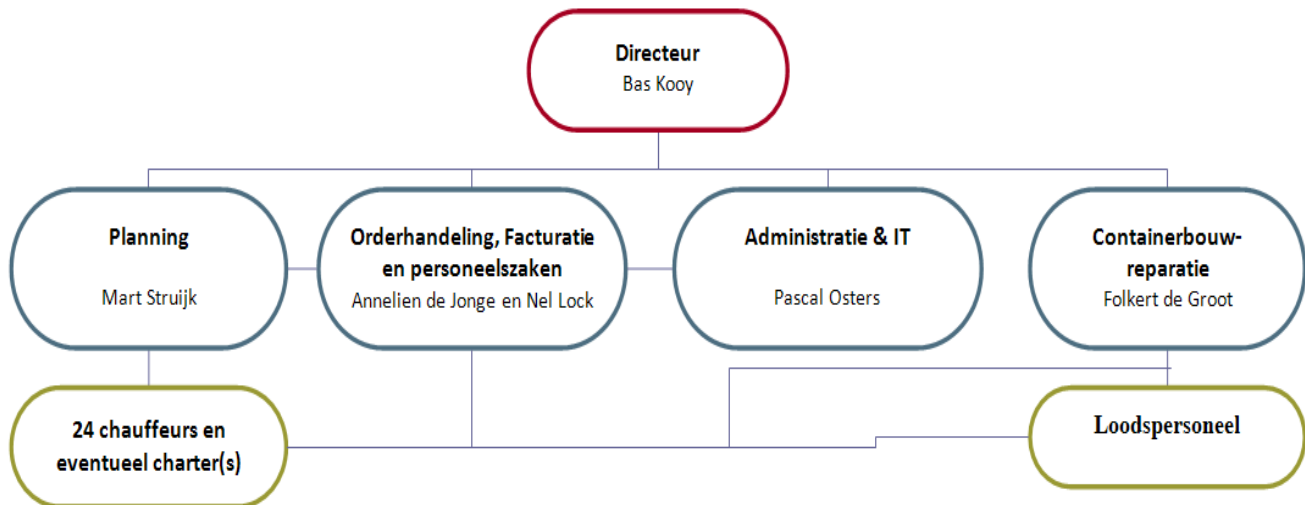 Directeur
Bas Kooy
Planning
Mart Struijk
Orderhandeling, Facturatie
en personeelszaken
Annelien de Jonge en Nel Lock
Administratie & IT
Pascal Osters
Containerbouw-
reparatie
Folkert de Groot
24 chauffeurs en
eventueel charter(s)
Loodspersoneel